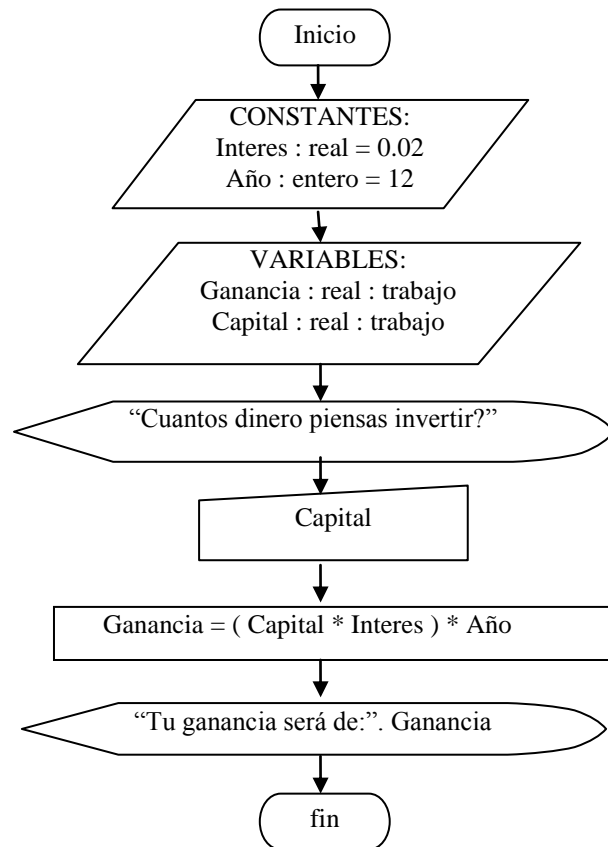 Inicio
CONSTANTES:
Interes : real = 0.02
Año : entero = 12
VARIABLES:
Ganancia : real : trabajo
Capital : real : trabajo
“Cuantos dinero piensas invertir?”
Capital
Ganancia = ( Capital * Interes ) * Año
“Tu ganancia será de:”. Ganancia
fin